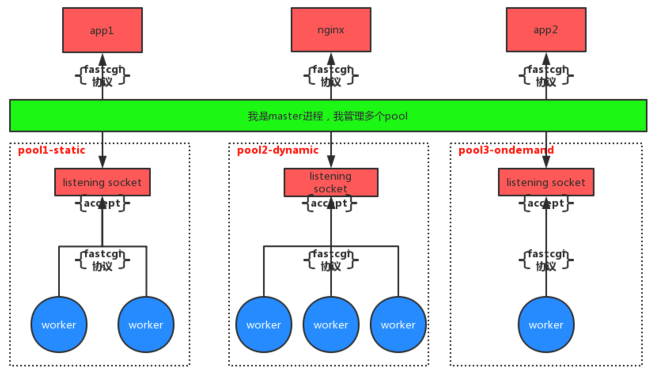 app1
nginx
app2
{fastcgi}
协议
{fastcgi}
协议
{fastcgi}
协议
我是master进程，我管理多个pool
pool1-static
pool2-dynamic
pool3-ondemand
listening socket
listening
socket
listening socket
{accept}
{accept}
{accept}
{fastcgi}
协议
{fastcgi}
协议
{fastcgi}
协议
worker
worker
worker
worker
worker
worker